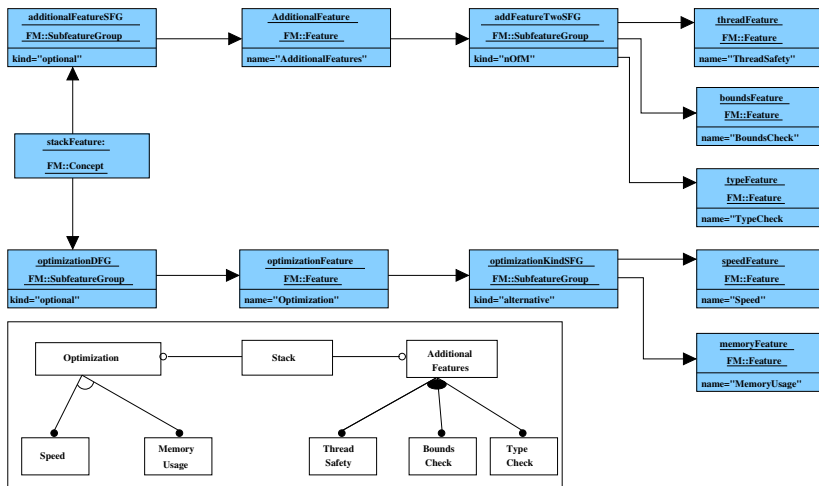 additionalFeatureSFG
FM::SubfeatureGroup
kind="optional"
AdditionalFeature
FM::Feature
name="AdditionalFeatures"
addFeatureTwoSFG
FM::SubfeatureGroup
kind="nOfM"
threadFeature
FM::Feature
name="ThreadSafety"
boundsFeature
FM::Feature
name="BoundsCheck"
stackFeature:
FM::Concept
typeFeature
FM::Feature
name="TypeCheck
optimizationDFG
FM::SubfeatureGroup
kind="optional"
optimizationFeature
FM::Feature
name="Optimization"
optimizationKindSFG
FM::SubfeatureGroup
kind="alternative"
speedFeature
FM::Feature
name="Speed"
memoryFeature
FM::Feature
name="MemoryUsage"
Optimization
Stack
Additional
Features
Speed
Memory
Usage
Thread
Safety
Bounds
Check
Type
Check